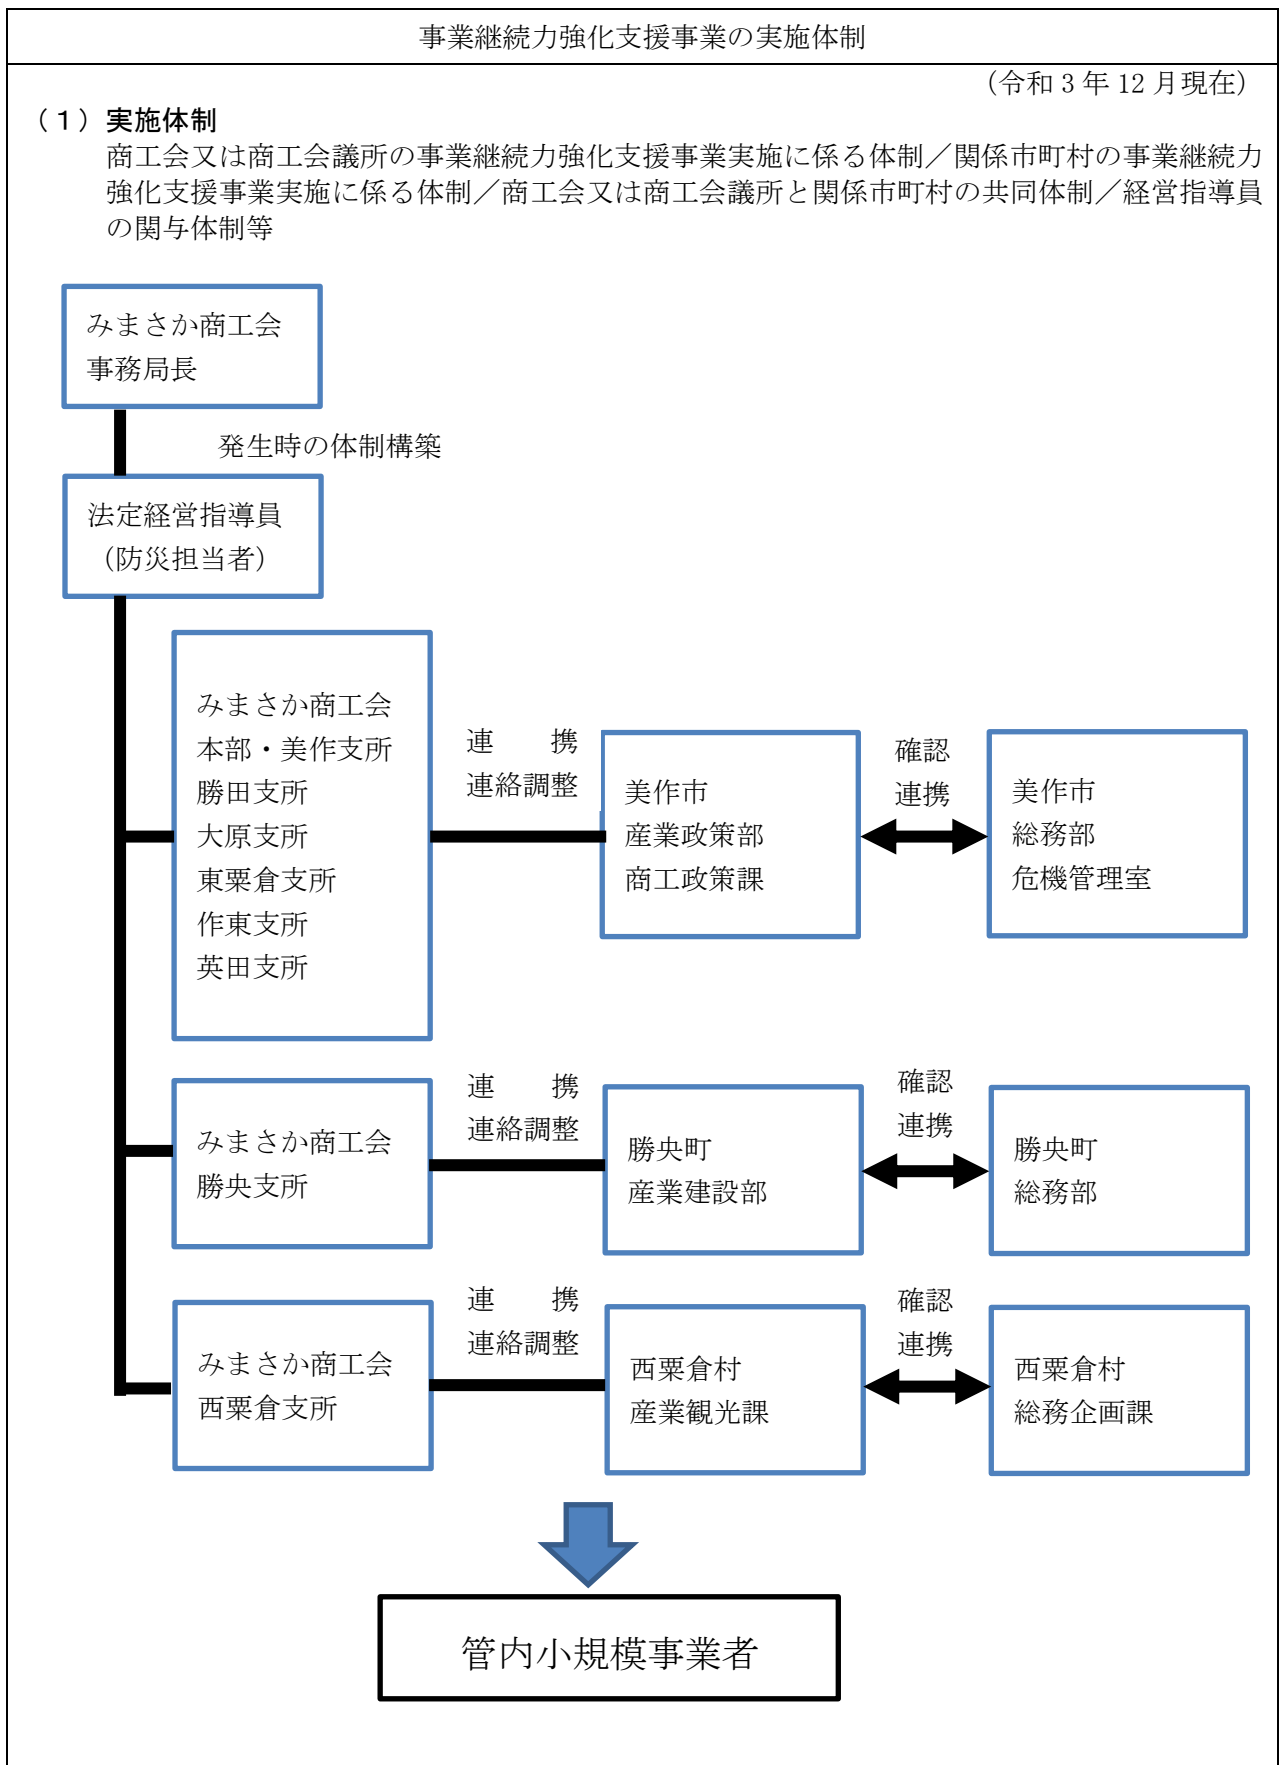 事業継続力強化支援事業の実施体制
（令和３年 12 月現在）
（１）実施体制
商工会又は商工会議所の事業継続力強化支援事業実施に係る体制／関係市町村の事業継続力
強化支援事業実施に係る体制／商工会又は商工会議所と関係市町村の共同体制／経営指導員
の関与体制等
みまさか商工会
事務局長
発生時の体制構築
法定経営指導員
（防災担当者）
みまさか商工会
本部・美作支所
勝田支所
大原支所
東粟倉支所
作東支所
英田支所
連　携
連絡調整
美作市
産業政策部
商工政策課
確認
連携
美作市
総務部
危機管理室
みまさか商工会
勝央支所
連　携
連絡調整
勝央町
産業建設部
確認
連携
勝央町
総務部
みまさか商工会
西粟倉支所
連　携
連絡調整
西粟倉村
産業観光課
確認
連携
西粟倉村
総務企画課
管内小規模事業者